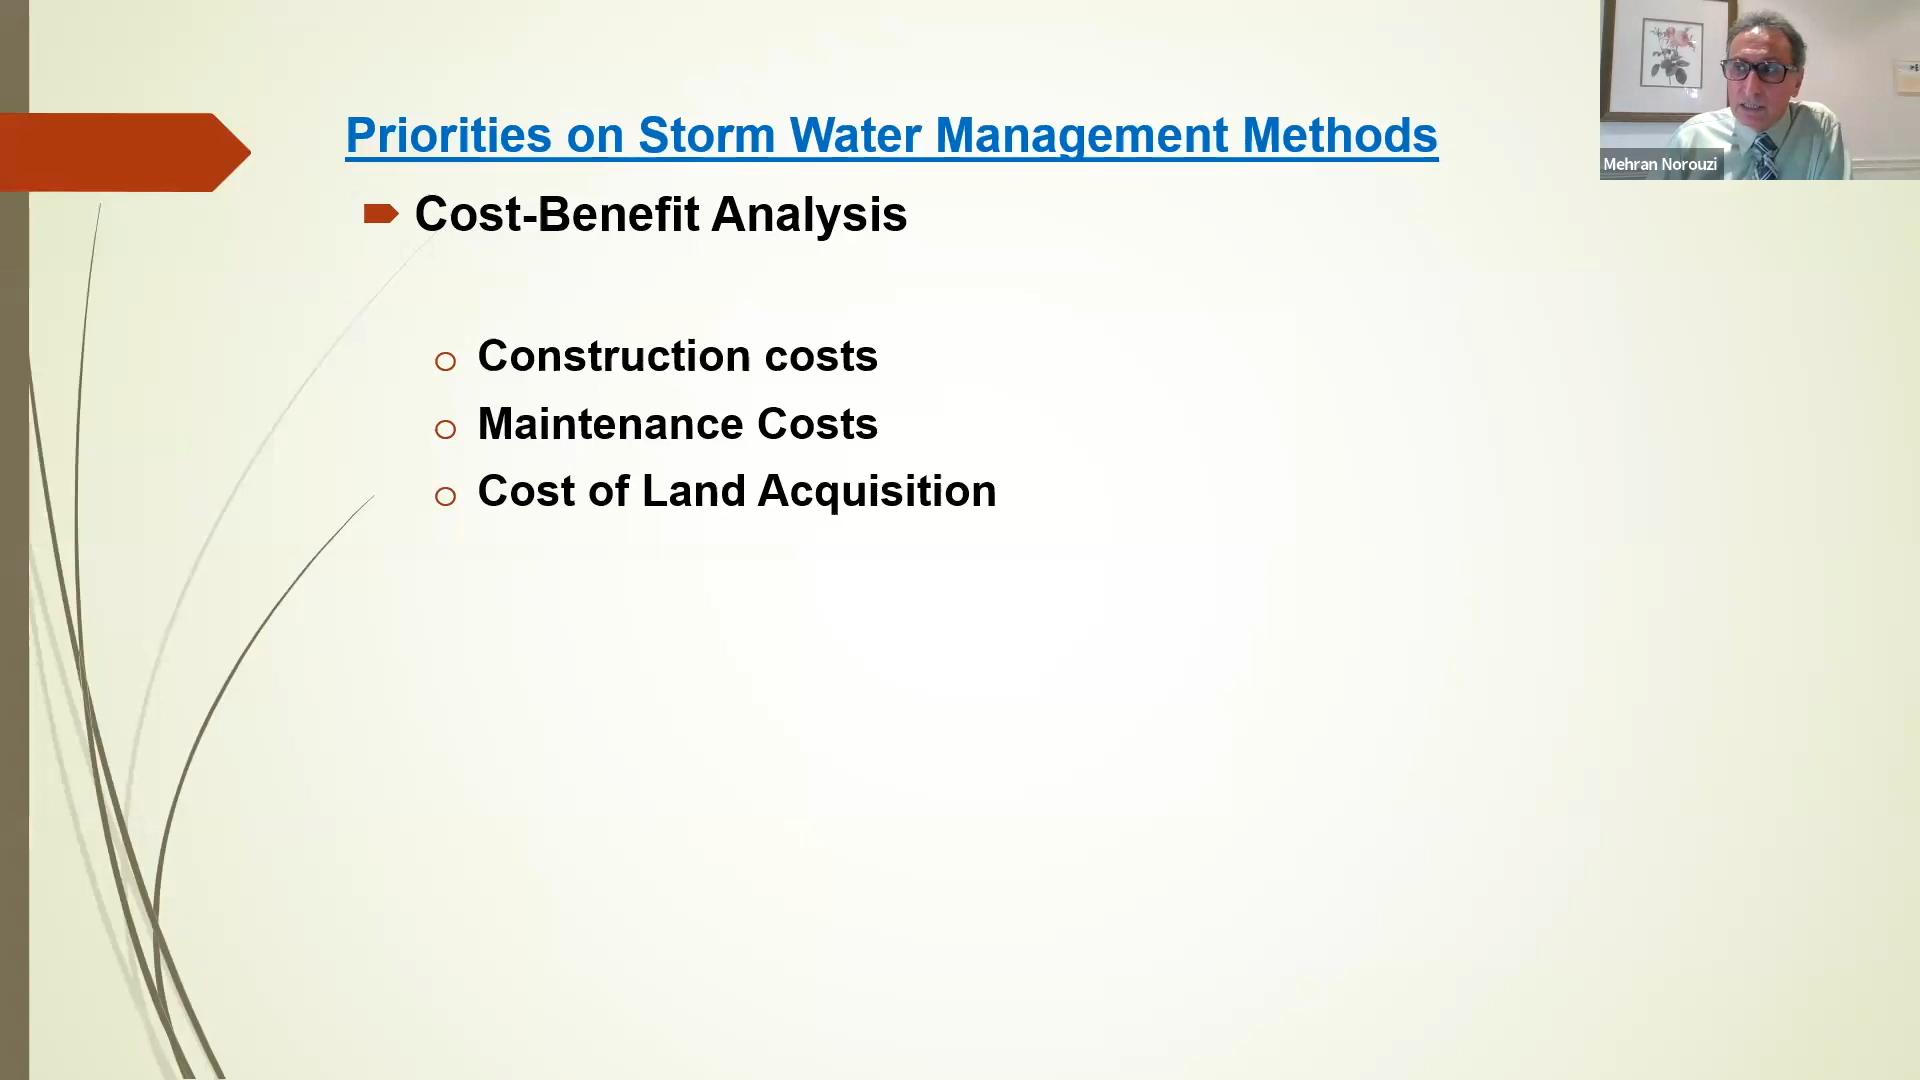 Priorities on Storm Water Management Methods
Cost-Benefit Analysis
Construction costs
Maintenance Costs
Cost of Land Acquisition
Mehran Norouzi